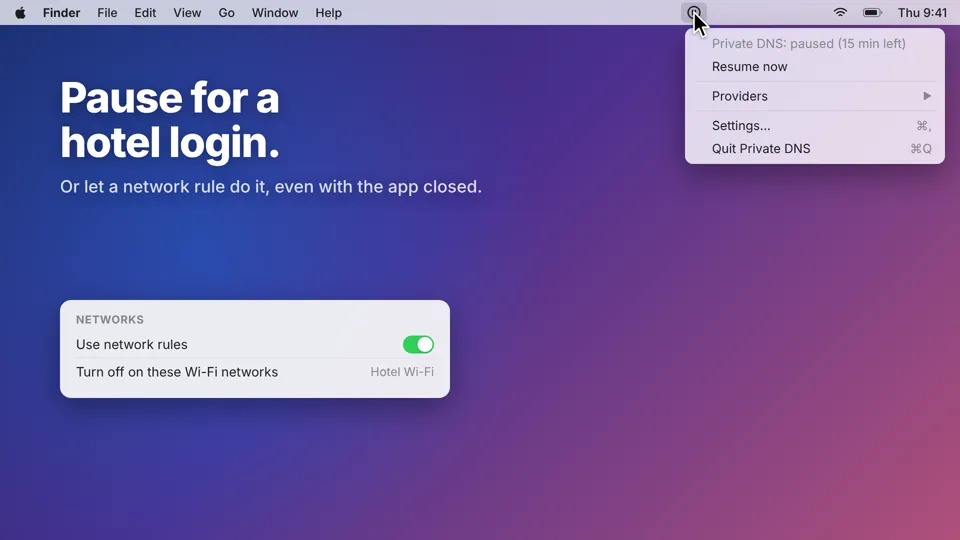 Finder File Edit View Go Window Help Thu 9:41
Private DNS: paused (15 min left)
Resume now
Providers
Settings... ⌘,
Quit Private DNS ⌘Q
Pause for a
hotel login.
Or let a network rule do it, even with the app closed.
NETWORKS
Use network rules
Turn off on these Wi-Fi networks Hotel Wi-Fi